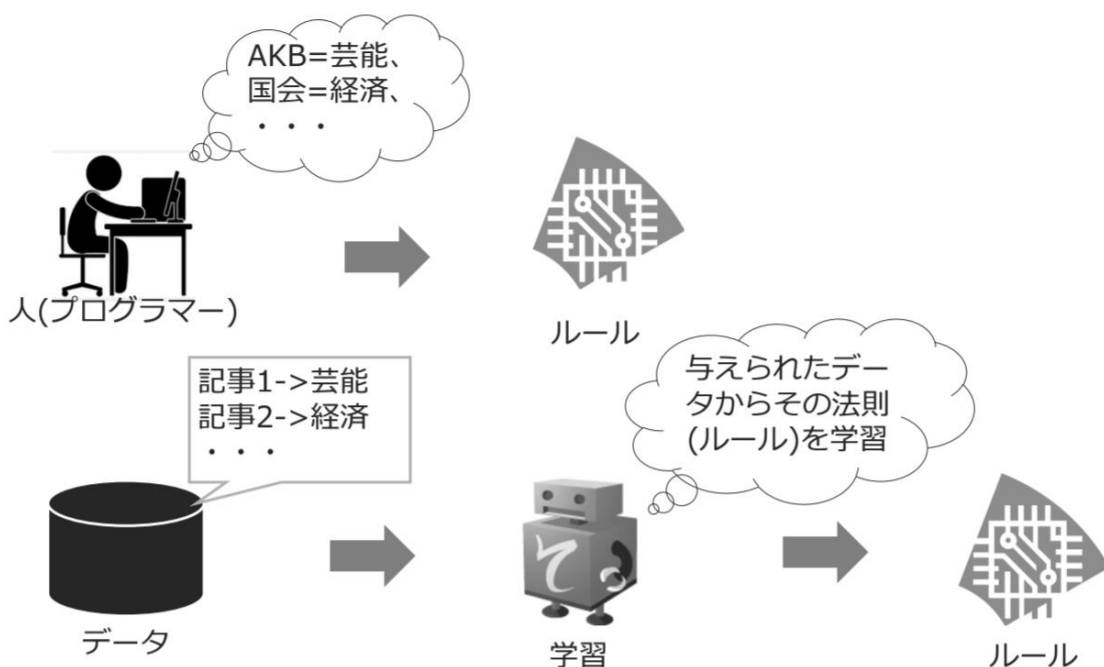 AKB=芸能、
国会=経済、
・・・
人(プログラマー)
ルール
記事1->芸能
記事2->経済
・・・
与えられたデー
タからその法則
(ルール)を学習
データ
学習
ルール